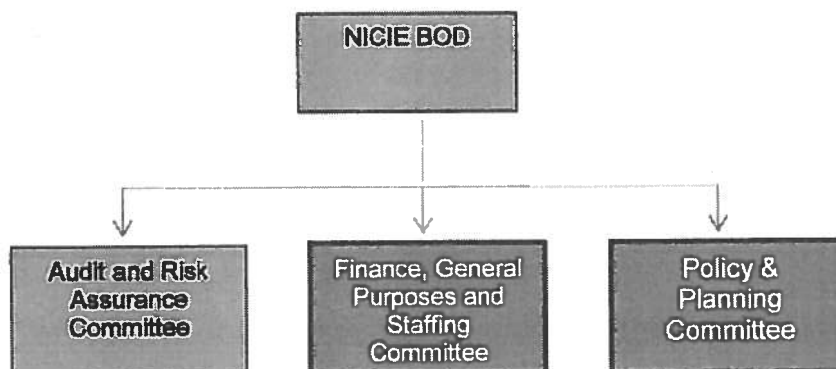 NICIE BOD
Audit and Risk
Assurance
Committee
Finance, General
Purposes and
Staffing
Committee
Policy &
Planning
Committee